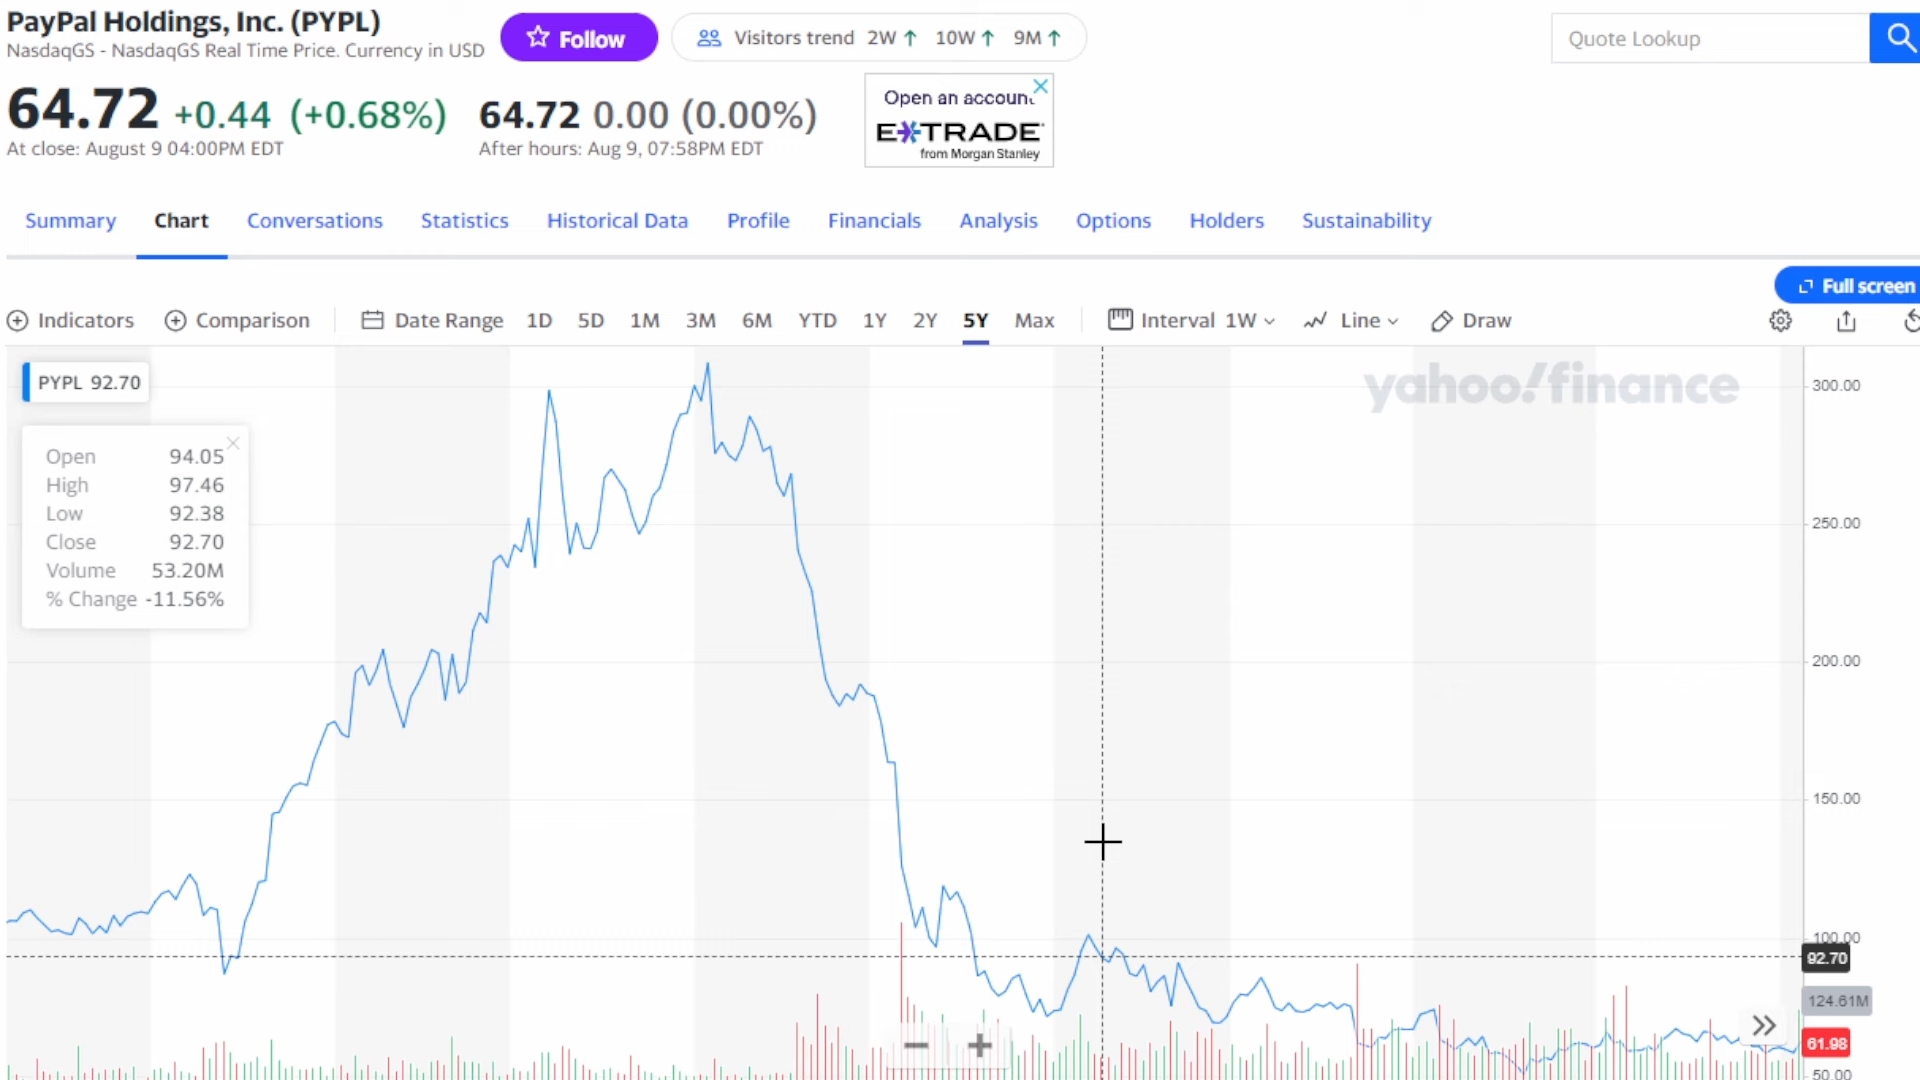 PayPal Holdings, Inc. (PYPL)
NasdaqGS - NasdaqGS Real Time Price. Currency in USD
Follow
Visitors trend 2W 10W 9M
Quote Lookup
64.72 +0.44 (+0.68%)
At close: August 9 04:00PM EDT
64.72 0.00 (0.00%)
After hours: Aug 9, 07:58PM EDT
Open an account
E*TRADE
from Morgan Stanley
Summary Chart Conversations Statistics Historical Data Profile Financials Analysis Options Holders Sustainability
Full screen
Indicators Comparison Date Range 1D 5D 1M 3M 6M YTD 1Y 2Y 5Y Max Interval 1W Line Draw
PYPL 92.70
yahoo!finance
Open 94.05
High 97.46
Low 92.38
Close 92.70
Volume 53.20M
% Change -11.56%
300.00
250.00
200.00
150.00
100.00
92.70
124.61M
61.98
50.00